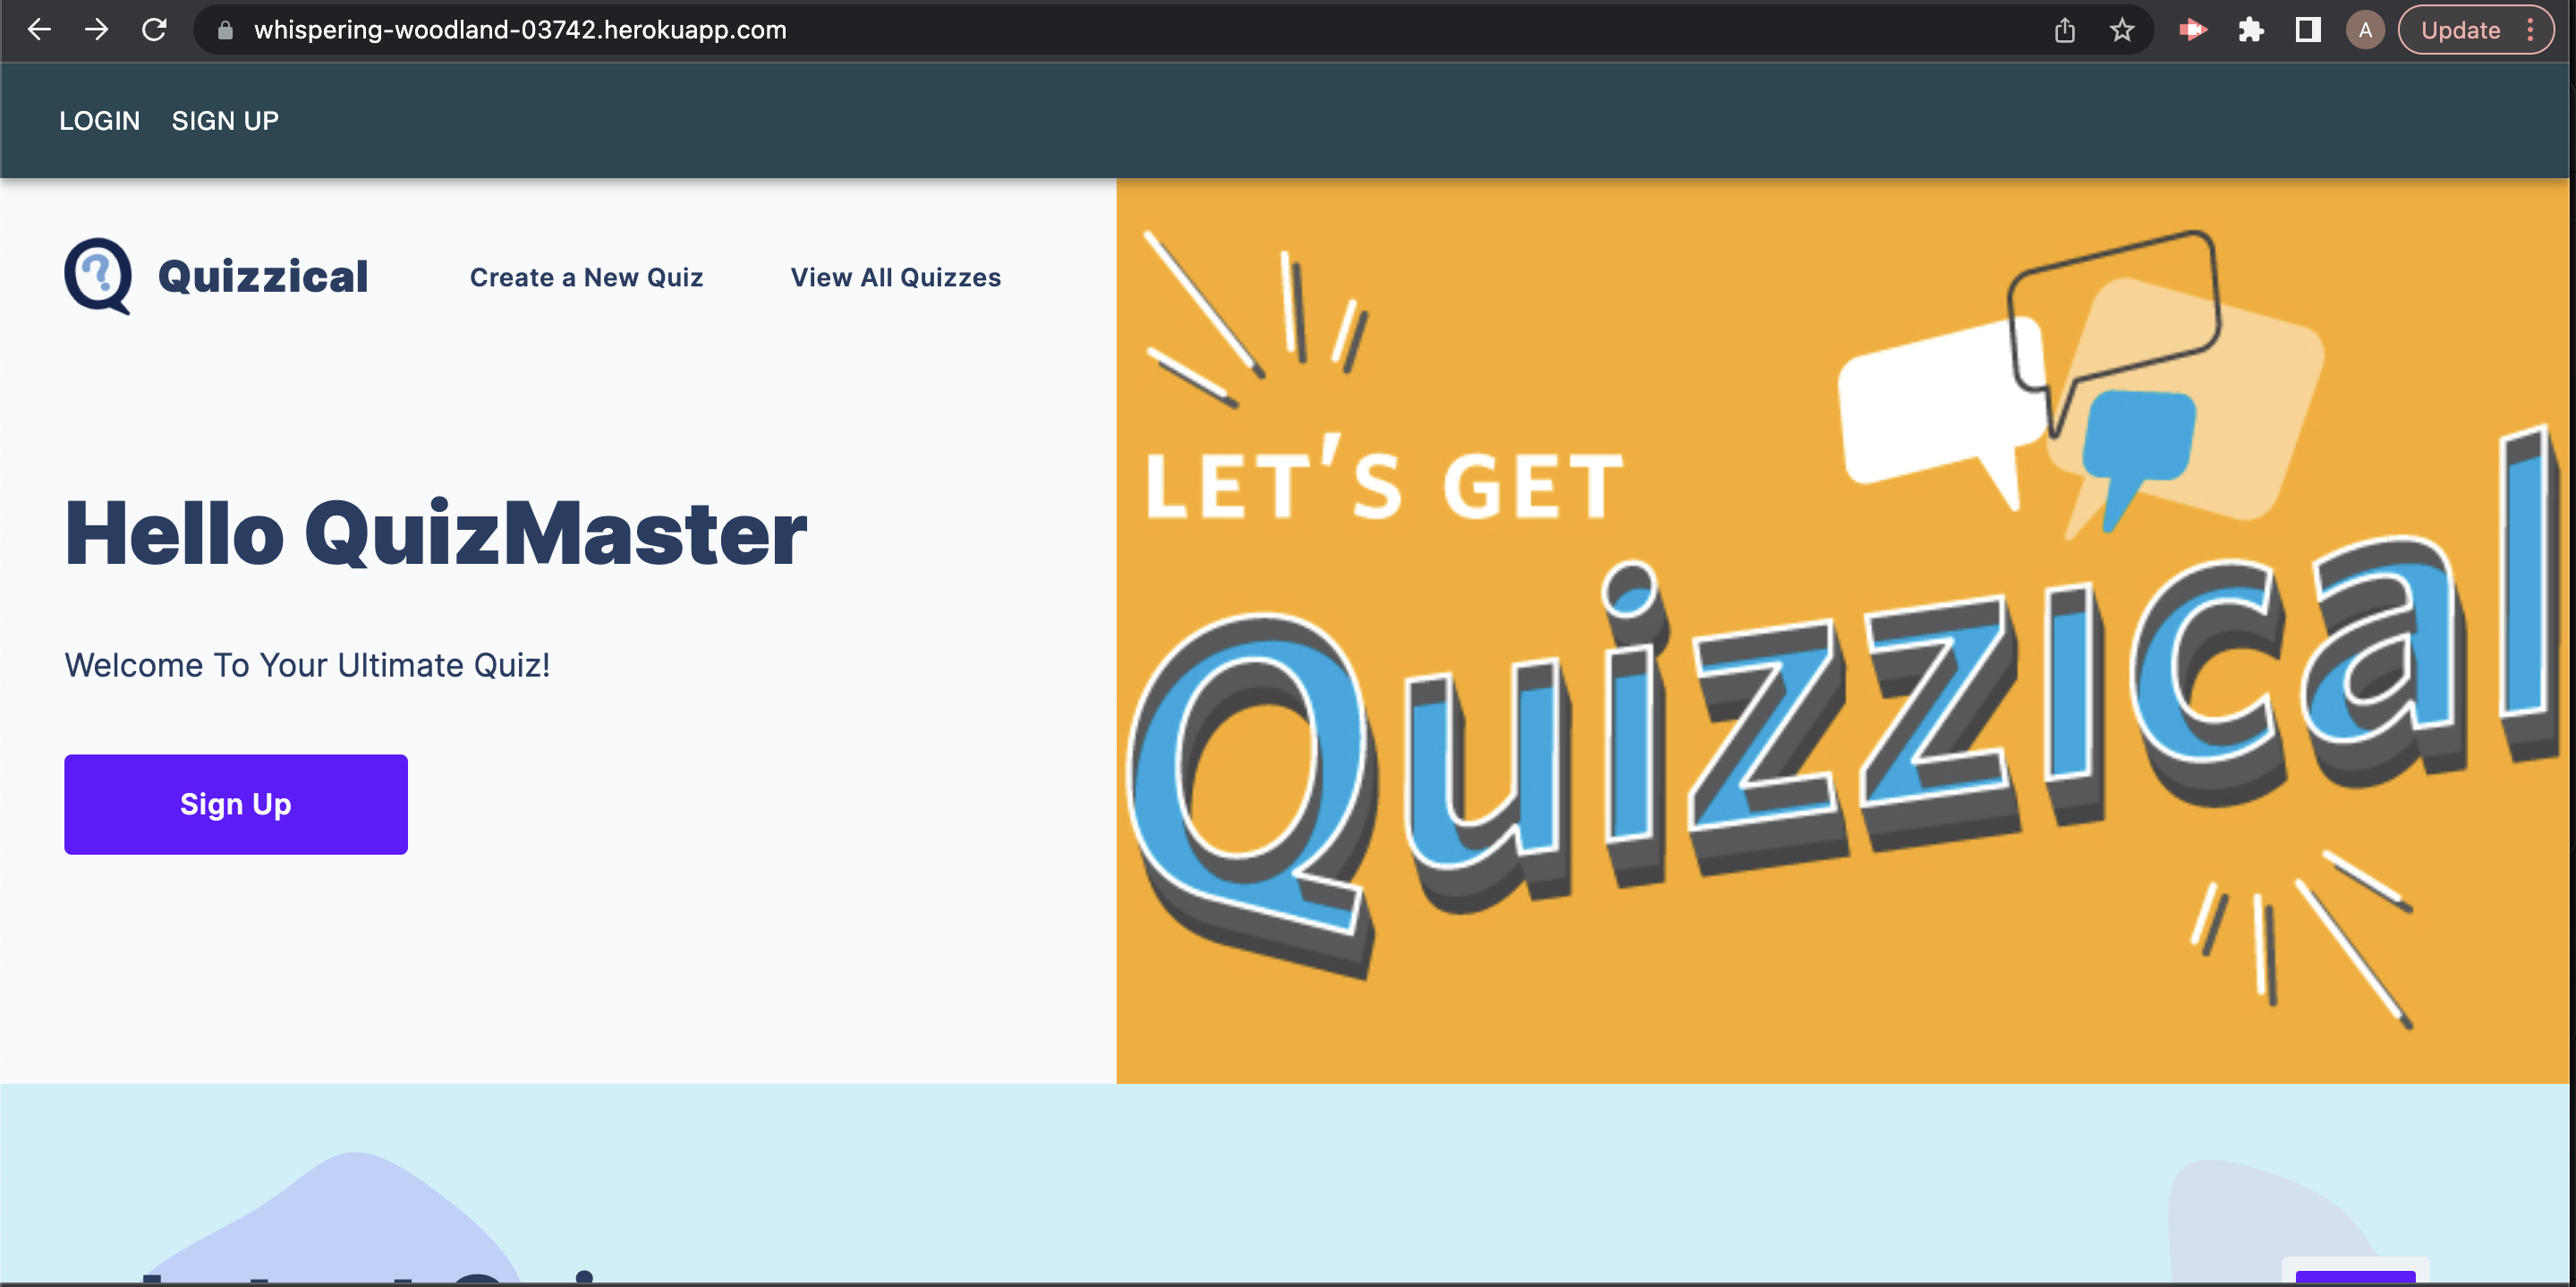 whispering-woodland-03742.herokuapp.com
A
Update
LOGIN SIGN UP
Quizzical
Create a New Quiz
View All Quizzes
Hello QuizMaster
Welcome To Your Ultimate Quiz!
Sign Up
LET'S GET
Quizzical